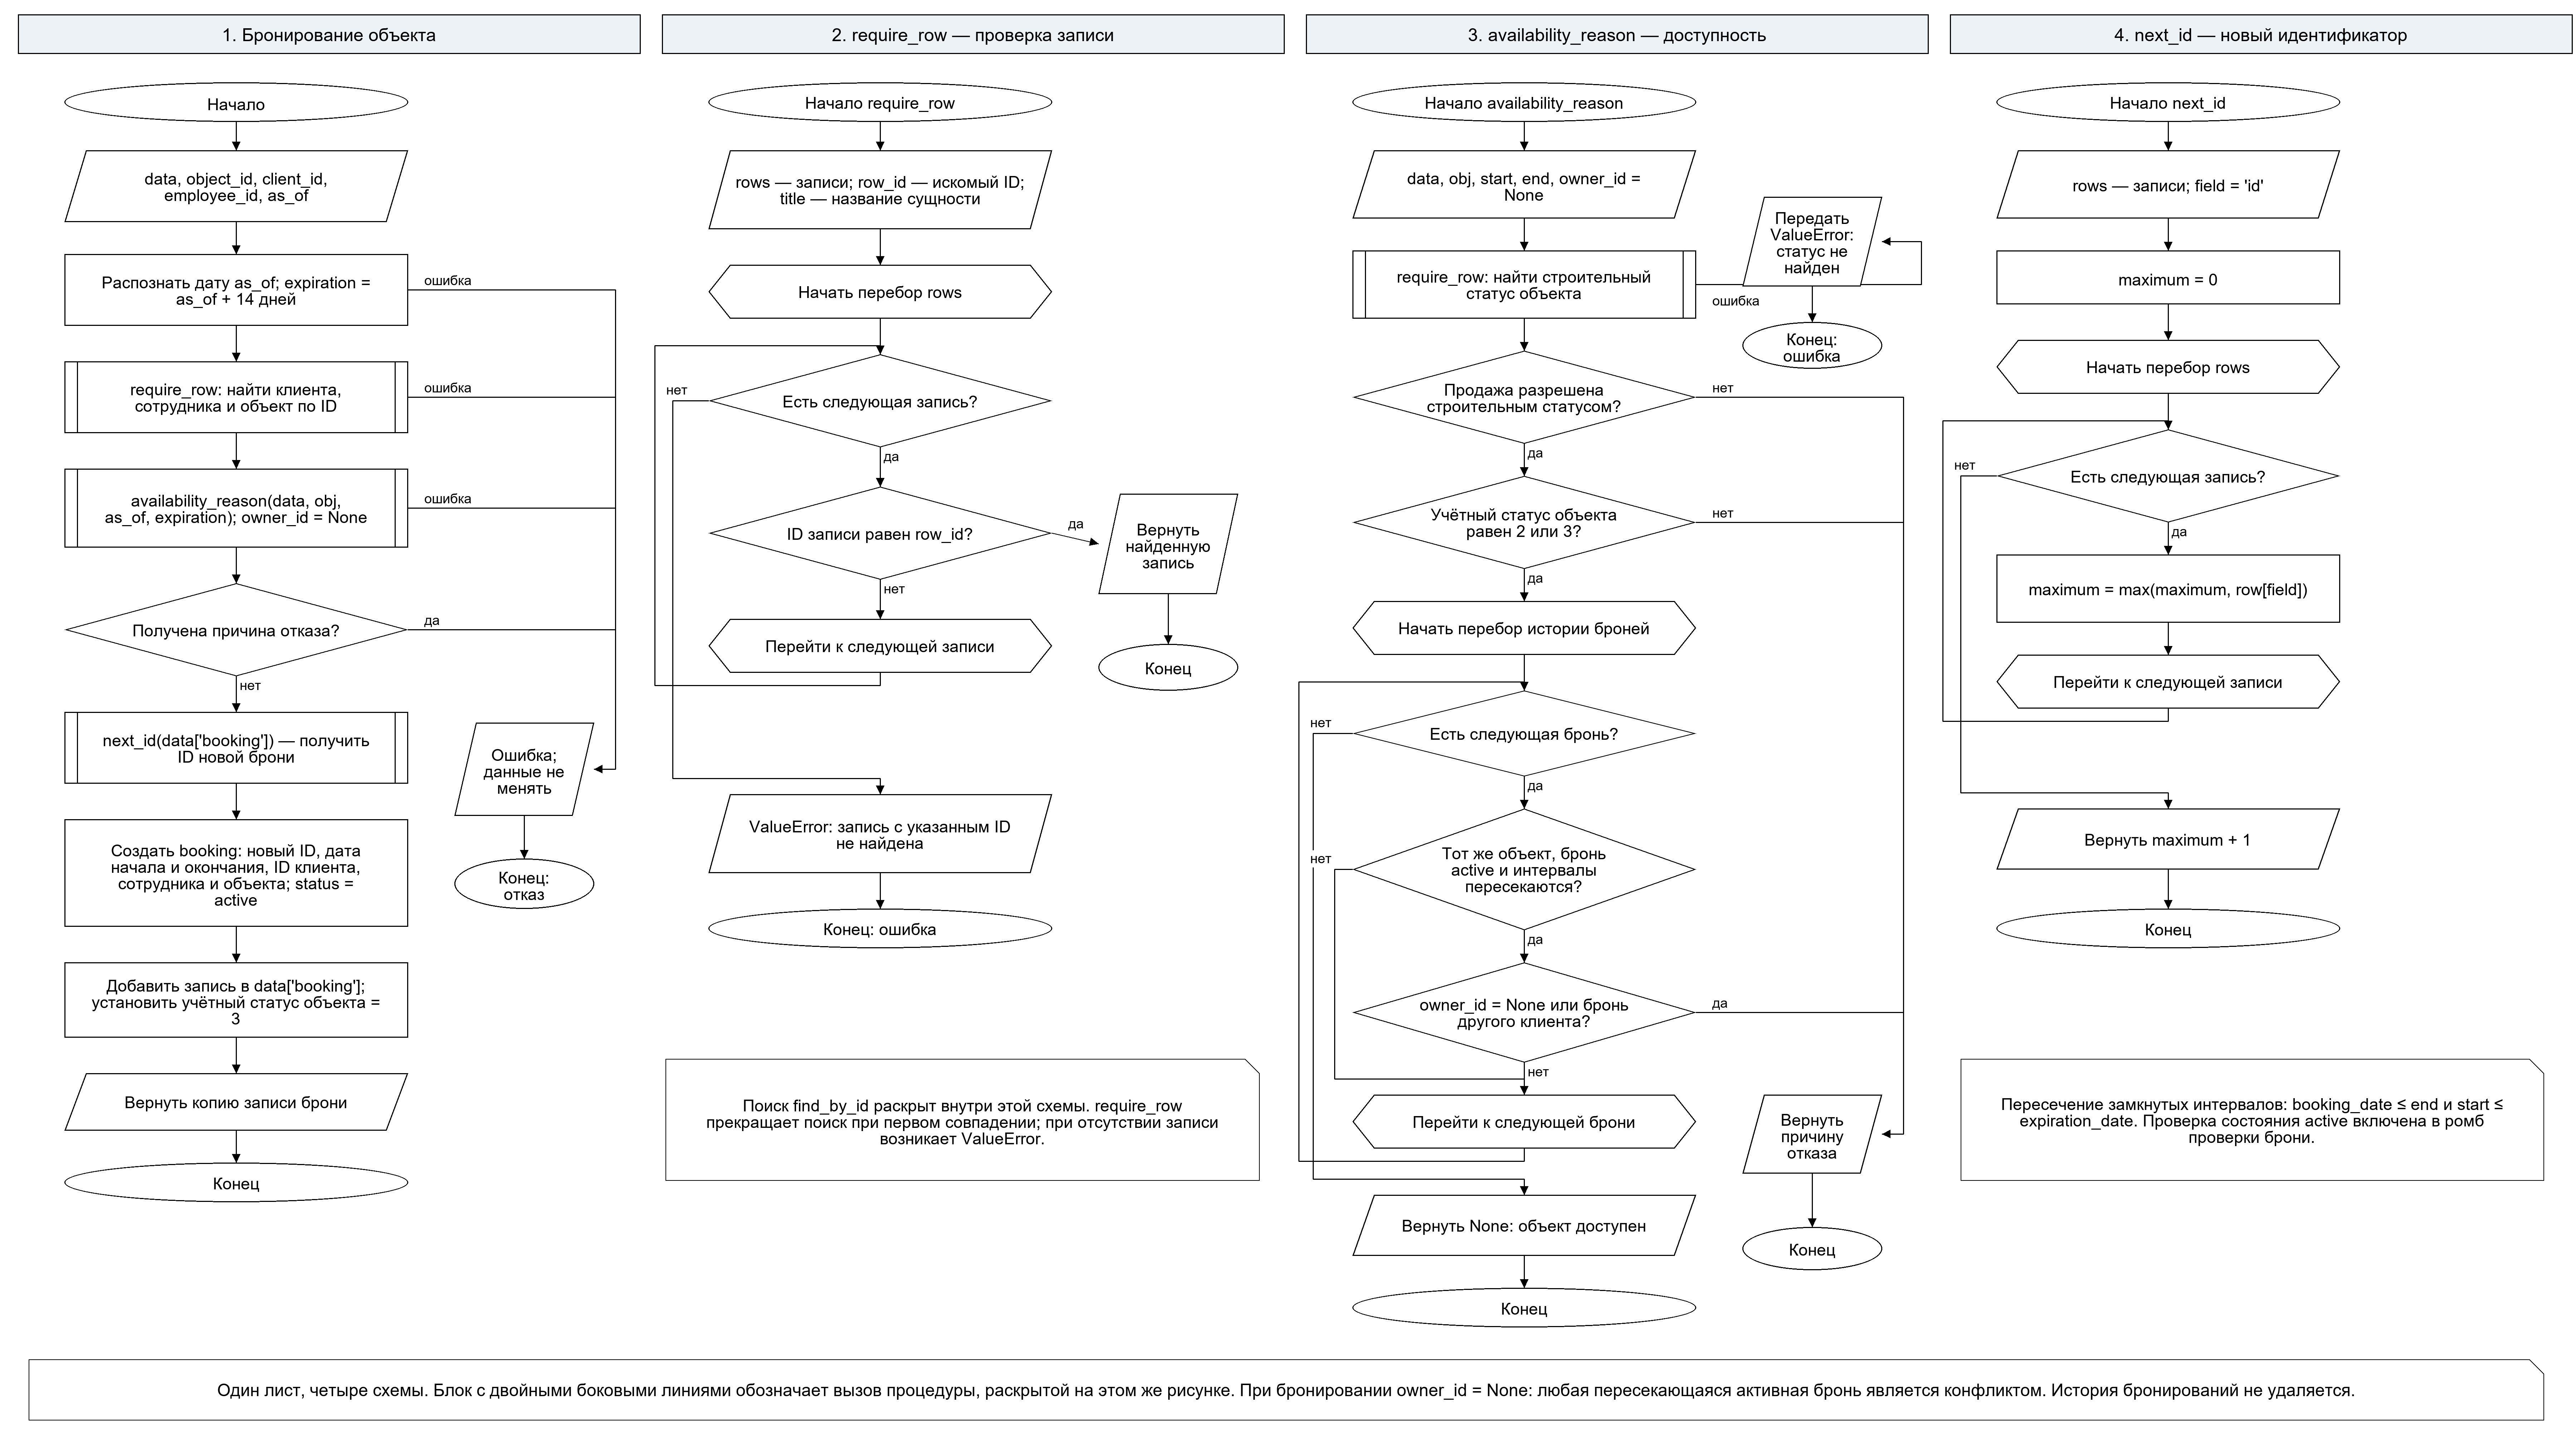 1. Бронирование объекта
Начало
data, object_id, client_id,
employee_id, as_of
Распознать дату as_of; expiration =
as_of + 14 дней
ошибка
require_row: найти клиента,
сотрудника и объект по ID
ошибка
availability_reason(data, obj,
as_of, expiration); owner_id = None
ошибка
Получена причина отказа?
да
нет
next_id(data['booking']) — получить
ID новой брони
Ошибка;
данные не
менять
Конец:
отказ
Создать booking: новый ID, дата
начала и окончания, ID клиента,
сотрудника и объекта; status =
active
Добавить запись в data['booking'];
установить учётный статус объекта =
3
Вернуть копию записи брони
Конец
2. require_row — проверка записи
Начало require_row
rows — записи; row_id — искомый ID;
title — название сущности
Начать перебор rows
нет
Есть следующая запись?
да
ID записи равен row_id?
да
Вернуть
найденную
запись
Конец
нет
Перейти к следующей записи
ValueError: запись с указанным ID
не найдена
Конец: ошибка
Поиск find_by_id раскрыт внутри этой схемы. require_row
прекращает поиск при первом совпадении; при отсутствии записи
возникает ValueError.
3. availability_reason — доступность
Начало availability_reason
data, obj, start, end, owner_id =
None
require_row: найти строительный
статус объекта
ошибка
Передать
ValueError:
статус не
найден
Конец:
ошибка
Продажа разрешена
строительным статусом?
нет
да
Учётный статус объекта
равен 2 или 3?
нет
да
Начать перебор истории броней
нет
Есть следующая бронь?
да
нет
Тот же объект, бронь
active и интервалы
пересекаются?
да
owner_id = None или бронь
другого клиента?
да
нет
Перейти к следующей брони
Вернуть
причину
отказа
Конец
Вернуть None: объект доступен
Конец
4. next_id — новый идентификатор
Начало next_id
rows — записи; field = 'id'
maximum = 0
Начать перебор rows
нет
Есть следующая запись?
да
maximum = max(maximum, row[field])
Перейти к следующей записи
Вернуть maximum + 1
Конец
Пересечение замкнутых интервалов: booking_date ≤ end и start ≤
expiration_date. Проверка состояния active включена в ромб
проверки брони.
Один лист, четыре схемы. Блок с двойными боковыми линиями обозначает вызов процедуры, раскрытой на этом же рисунке. При бронировании owner_id = None: любая пересекающаяся активная бронь является конфликтом. История бронирований не удаляется.